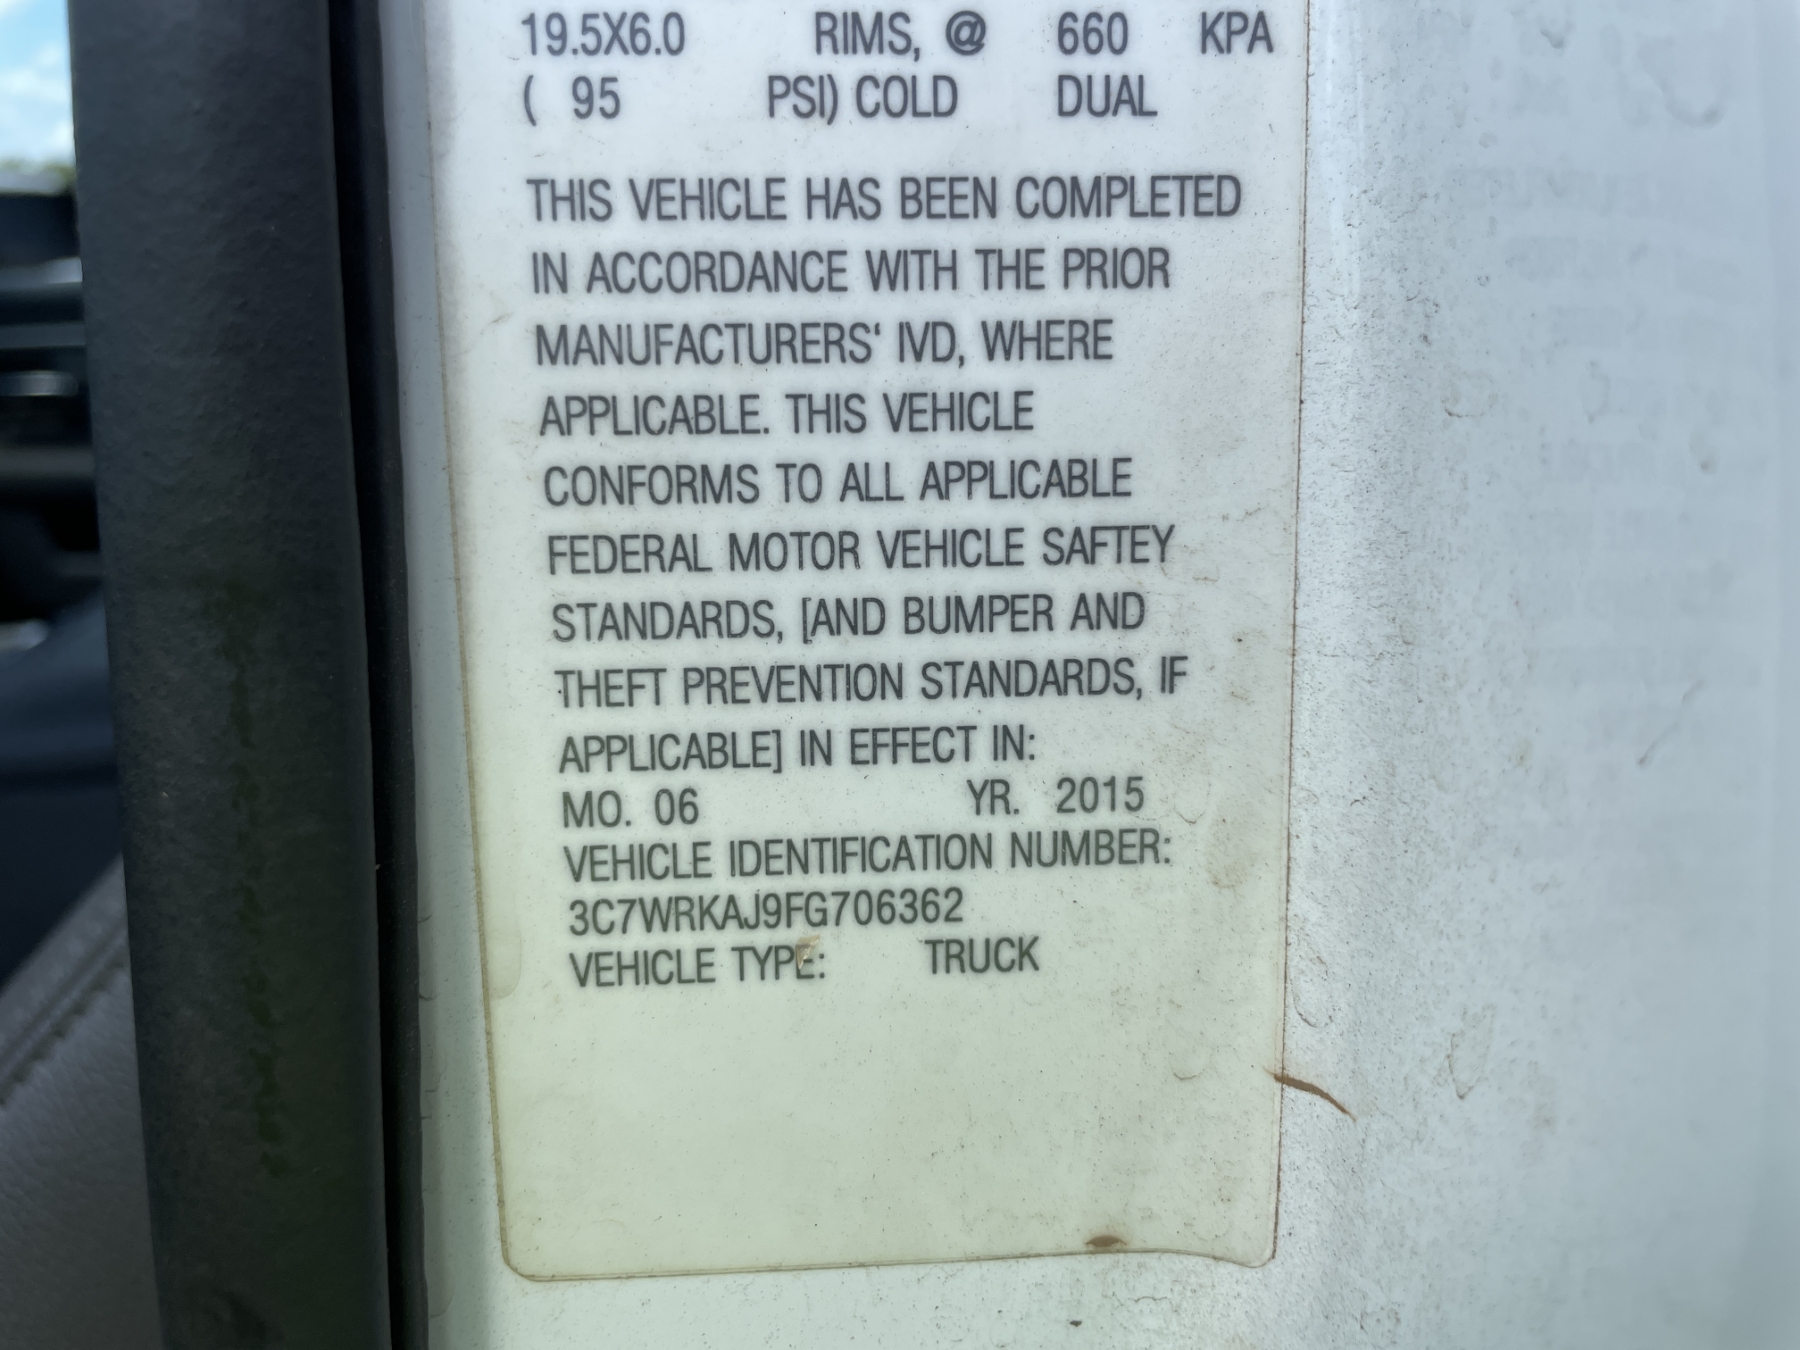 19.5X6.0 RIMS, @ 660 KPA
( 95 PSI) COLD DUAL
THIS VEHICLE HAS BEEN COMPLETED
IN ACCORDANCE WITH THE PRIOR
MANUFACTURERS‘ IVD, WHERE
APPLICABLE. THIS VEHICLE
CONFORMS TO ALL APPLICABLE
FEDERAL MOTOR VEHICLE SAFTEY
STANDARDS, [AND BUMPER AND
THEFT PREVENTION STANDARDS, IF
APPLICABLE] IN EFFECT IN:
MO. 06 YR. 2015
VEHICLE IDENTIFICATION NUMBER:
3C7WRKAJ9FG706362
VEHICLE TYPE: TRUCK